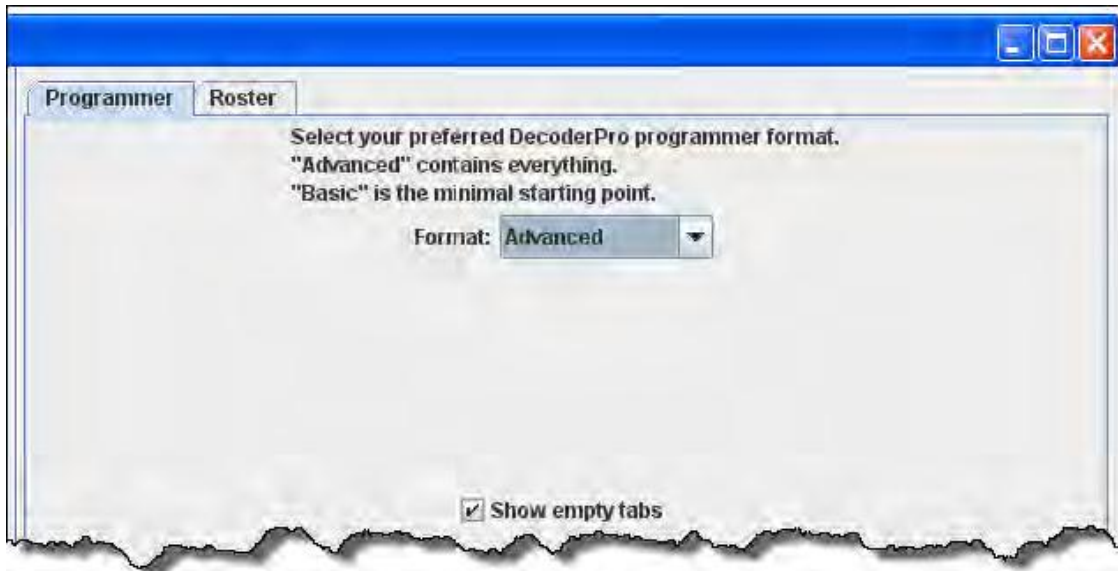 Programmer Roster
Select your preferred DecoderPro programmer format.
"Advanced" contains everything.
"Basic" is the minimal starting point.
Format: Advanced
Show empty tabs